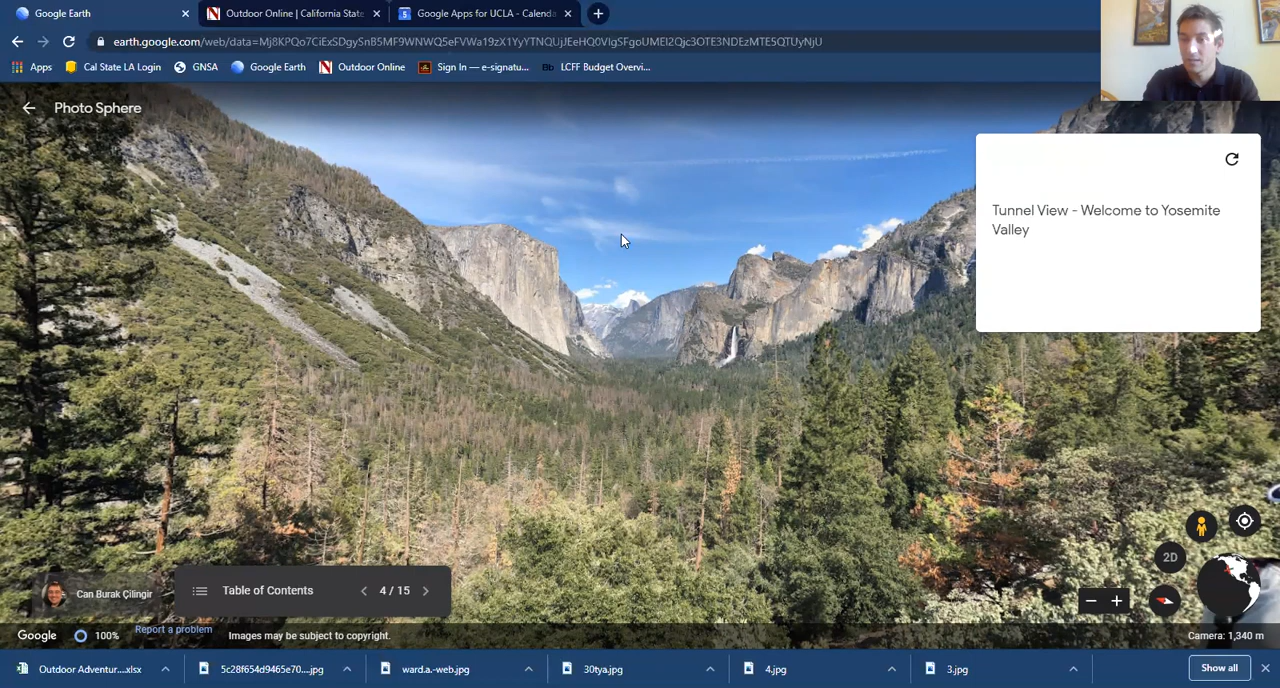 Google Earth
Outdoor Online | California State
Google Apps for UCLA - Calenda
earth.google.com/web/data=
Apps
Cal State LA Login
GNSA
Google Earth
Outdoor Online
Sign In — e-signatu...
Bb LCFF Budget Overvi...
Photo Sphere
Tunnel View - Welcome to Yosemite
Valley
2D
Can Burak Çilingir
Table of Contents
4 / 15
Google
100%
Report a problem
Images may be subject to copyright.
Camera: 1,340 m
Outdoor Adventur....xlsx
5c28f654d9465e70....jpg
ward.a.-web.jpg
30tya.jpg
4.jpg
3.jpg
Show all